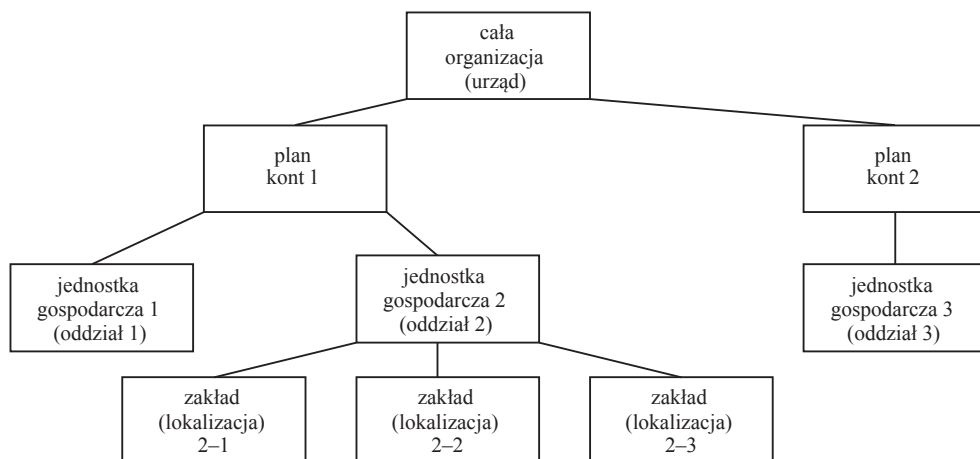 cała
organizacja
(urząd)
plan
kont 1
plan
kont 2
jednostka
gospodarcza 1
(oddział 1)
jednostka
gospodarcza 2
(oddział 2)
jednostka
gospodarcza 3
(oddział 3)
zakład
(lokalizacja)
2–1
zakład
(lokalizacja)
2–2
zakład
(lokalizacja)
2–3